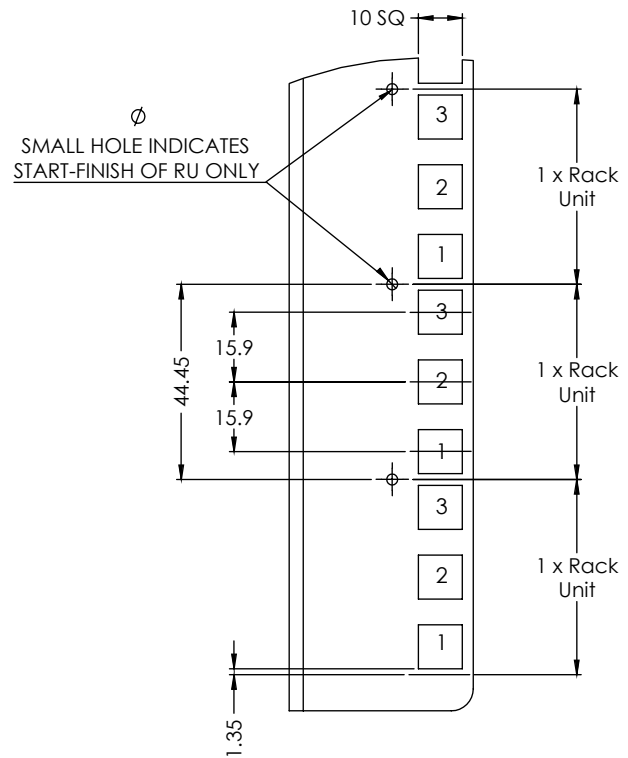 10 SQ
Ø
SMALL HOLE INDICATES
START-FINISH OF RU ONLY
3
1 x Rack
Unit
2
1
3
15.9
44.45
2
1 x Rack
Unit
15.9
1
3
2
1 x Rack
Unit
1
1.35